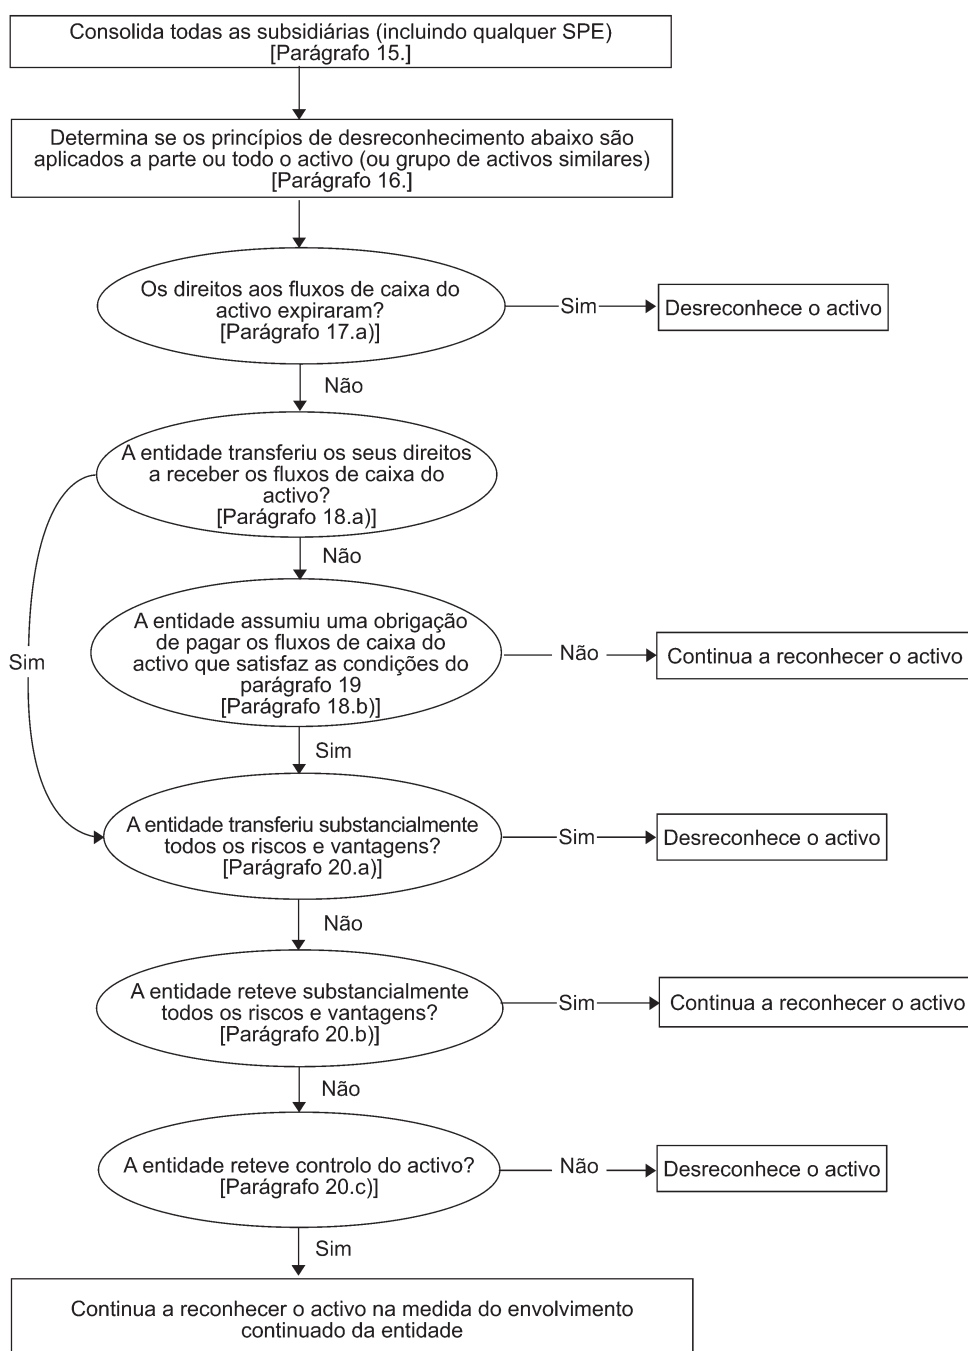 Consolida todas as subsidiárias (incluindo qualquer SPE)
[Parágrafo 15.]
Determina se os princípios de desreconhecimento abaixo são
aplicados a parte ou todo o activo (ou grupo de activos similares)
[Parágrafo 16.]
Os direitos aos fluxos de caixa do
activo expiraram?
[Parágrafo 17.a)]
Sim
Desreconhece o activo
Não
A entidade transferiu os seus direitos
a receber os fluxos de caixa do
activo?
[Parágrafo 18.a)]
Não
A entidade assumiu uma obrigação
de pagar os fluxos de caixa do
activo que satisfaz as condições do
parágrafo 19
[Parágrafo 18.b)]
Não
Continua a reconhecer o activo
Sim
Sim
A entidade transferiu substancialmente
todos os riscos e vantagens?
[Parágrafo 20.a)]
Sim
Desreconhece o activo
Não
A entidade reteve substancialmente
todos os riscos e vantagens?
[Parágrafo 20.b)]
Sim
Continua a reconhecer o activo
Não
A entidade reteve controlo do activo?
[Parágrafo 20.c)]
Não
Desreconhece o activo
Sim
Continua a reconhecer o activo na medida do envolvimento
continuado da entidade